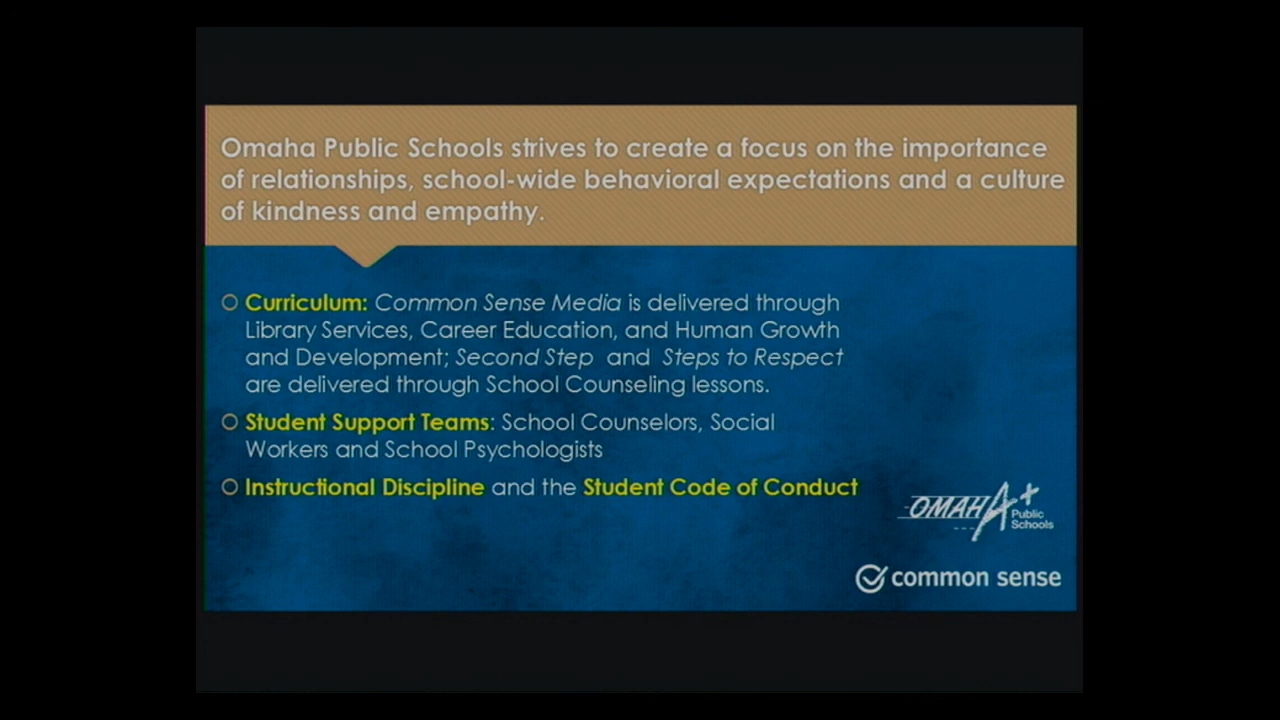 Omaha Public Schools strives to create a focus on the importance
of relationships, school-wide behavioral expectations and a culture
of kindness and empathy.
Curriculum: Common Sense Media is delivered through
Library Services, Career Education, and Human Growth
and Development; Second Step and Steps to Respect
are delivered through School Counseling lessons.
Student Support Teams: School Counselors, Social
Workers and School Psychologists
Instructional Discipline and the Student Code of Conduct
OMAHA+
Public
Schools
common sense